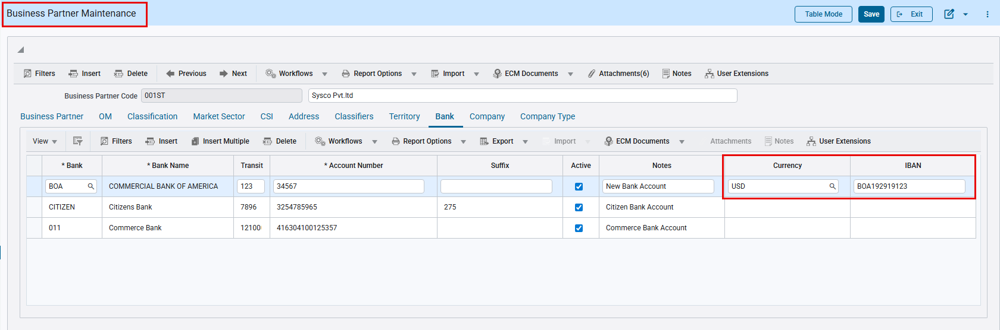 Business Partner Maintenance Table Mode Save Exit
Filters Insert Delete Previous Next Workflows Report Options Import ECM Documents Attachments(6) Notes User Extensions
Business Partner Code 001ST Sysco Pvt.ltd
Business Partner OM Classification Market Sector CSI Address Classifiers Territory Bank Company Company Type
View Filters Insert Insert Multiple Delete Workflows Report Options Export Import ECM Documents Attachments Notes User Extensions
* Bank * Bank Name Transit * Account Number Suffix Active Notes Currency IBAN
BOA COMMERCIAL BANK OF AMERICA 123 34567 New Bank Account USD BOA192919123
CITIZEN Citizens Bank 7896 3254785965 275 Citizen Bank Account
011 Commerce Bank 12100 416304100125357 Commerce Bank Account